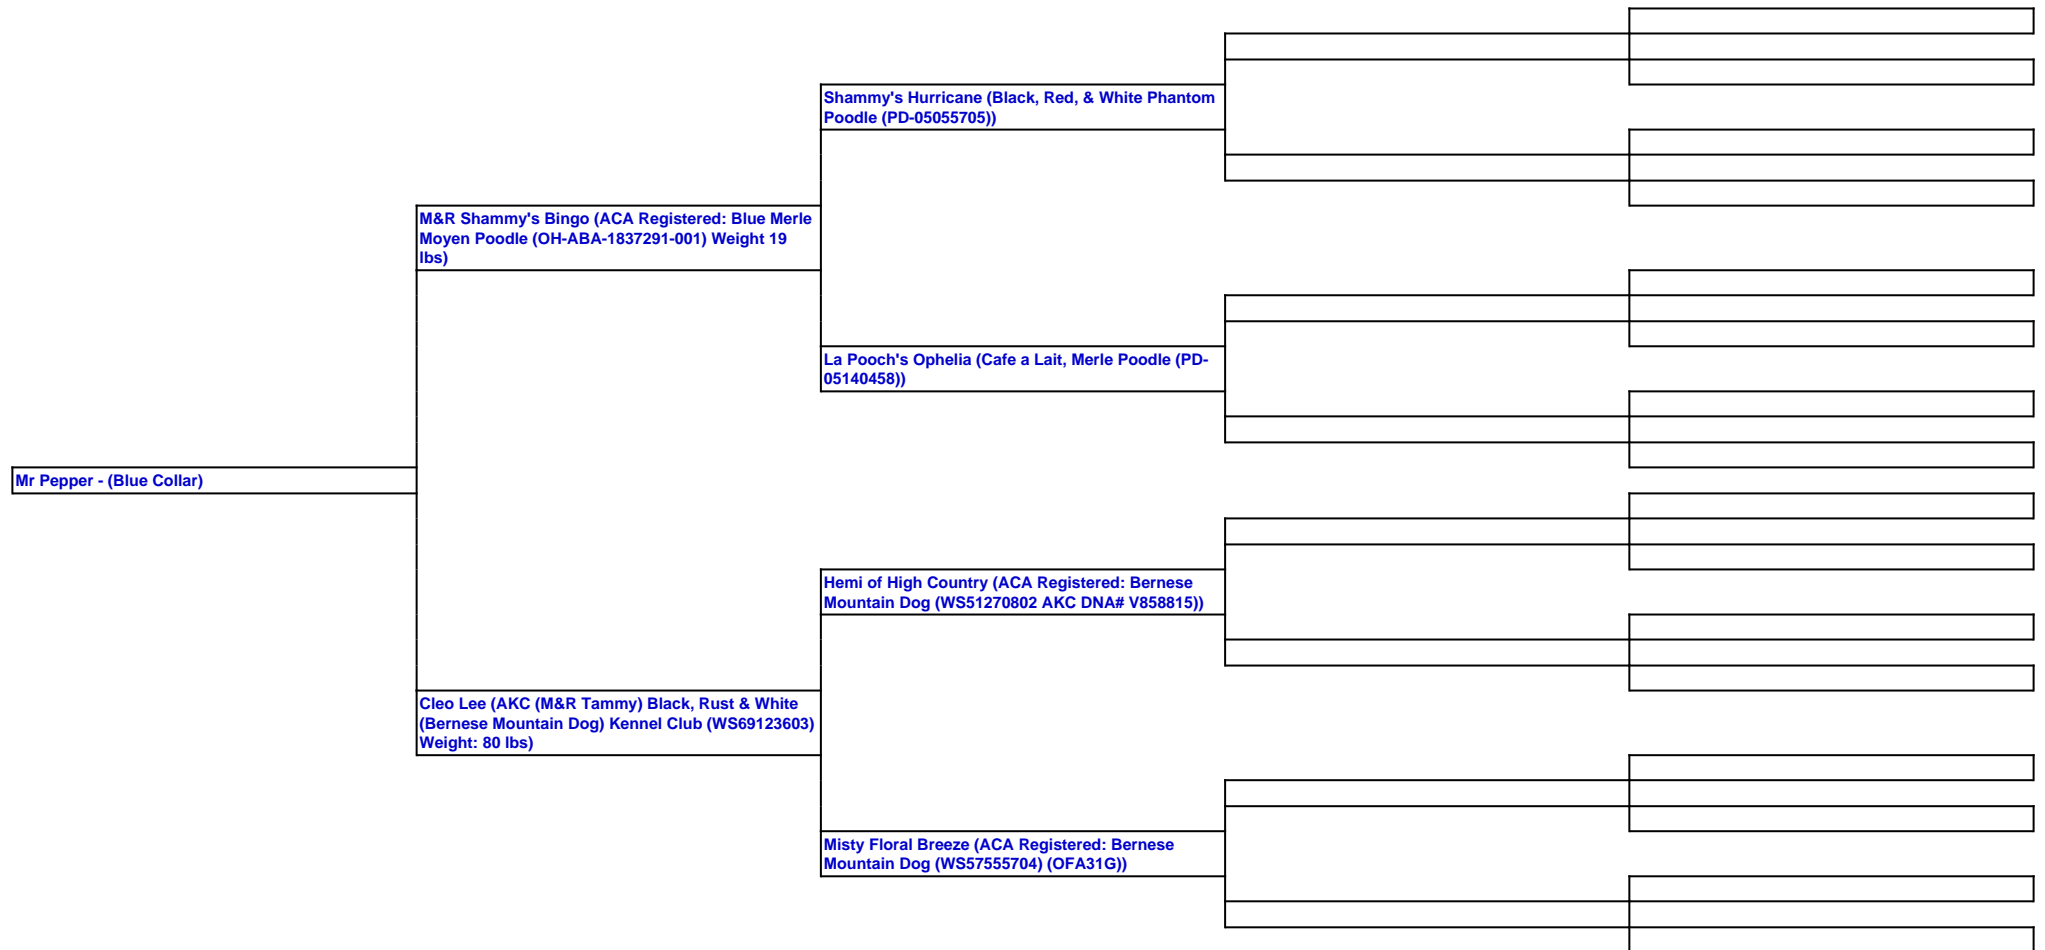 Shammy's Hurricane (Black, Red, & White Phantom
Poodle (PD-05055705))
M&R Shammy's Bingo (ACA Registered: Blue Merle
Moyen Poodle (OH-ABA-1837291-001) Weight 19
lbs)
La Pooch's Ophelia (Cafe a Lait, Merle Poodle (PD-
05140458))
Mr Pepper - (Blue Collar)
Hemi of High Country (ACA Registered: Bernese
Mountain Dog (WS51270802 AKC DNA# V858815))
Cleo Lee (AKC (M&R Tammy) Black, Rust & White
(Bernese Mountain Dog) Kennel Club (WS69123603)
Weight: 80 lbs)
Misty Floral Breeze (ACA Registered: Bernese
Mountain Dog (WS57555704) (OFA31G))